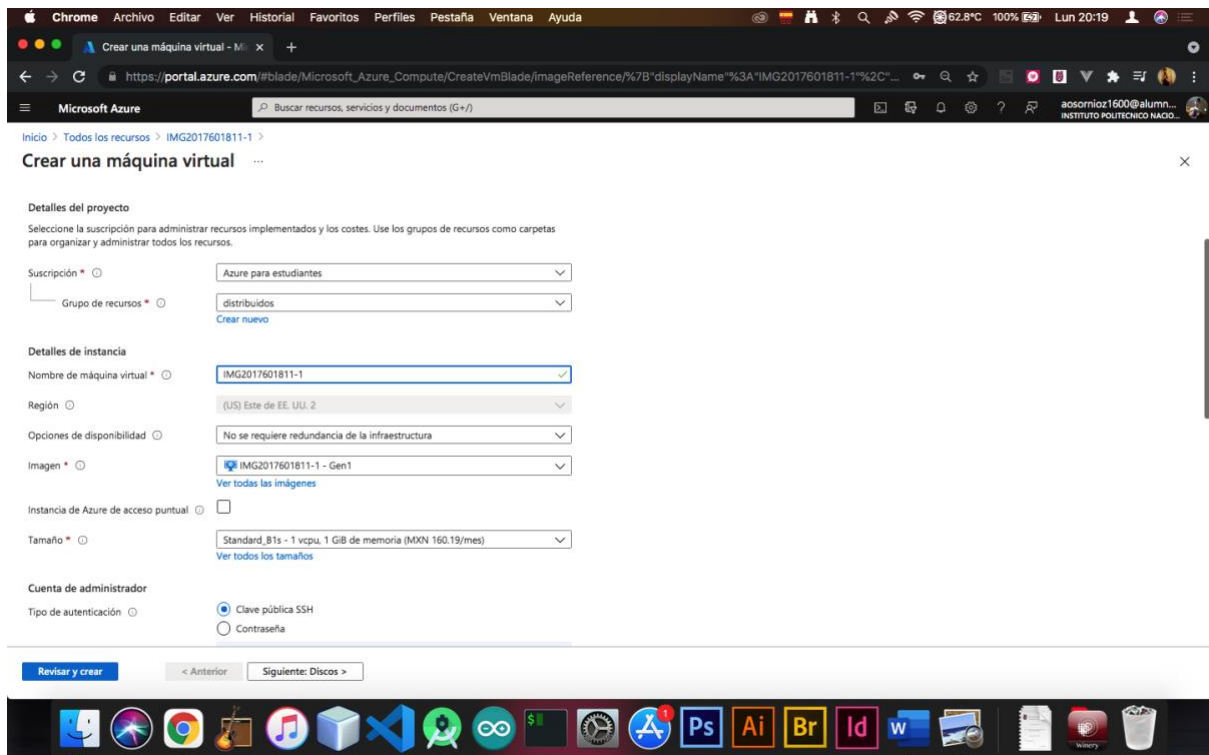 Chrome Archivo Editar Ver Historial Favoritos Perfiles Pestaña Ventana Ayuda 62.8°C 100% Lun 20:19
Crear una máquina virtual - Mi
https://portal.azure.com/#blade/Microsoft_Azure_Compute/CreateVmBlade/imageReference/%7B"displayName"%3A"IMG2017601811-1"%2C"...
Microsoft Azure
Buscar recursos, servicios y documentos (G+/)
aosornioz1600@alumn...
INSTITUTO POLITECNICO NACIO...
Inicio > Todos los recursos > IMG2017601811-1 >
Crear una máquina virtual ...
Detalles del proyecto
Seleccione la suscripción para administrar recursos implementados y los costes. Use los grupos de recursos como carpetas
para organizar y administrar todos los recursos.
Suscripción * Azure para estudiantes
Grupo de recursos * distribuidos
Crear nuevo
Detalles de instancia
Nombre de máquina virtual * IMG2017601811-1
Región (US) Este de EE. UU. 2
Opciones de disponibilidad No se requiere redundancia de la infraestructura
Imagen * IMG2017601811-1 - Gen1
Ver todas las imágenes
Instancia de Azure de acceso puntual
Tamaño * Standard_B1s - 1 vcpu, 1 GiB de memoria (MXN 160.19/mes)
Ver todos los tamaños
Cuenta de administrador
Tipo de autenticación Clave pública SSH
Contraseña
Revisar y crear < Anterior Siguiente: Discos >
$ 1 Ps Ai Br Id W Winery